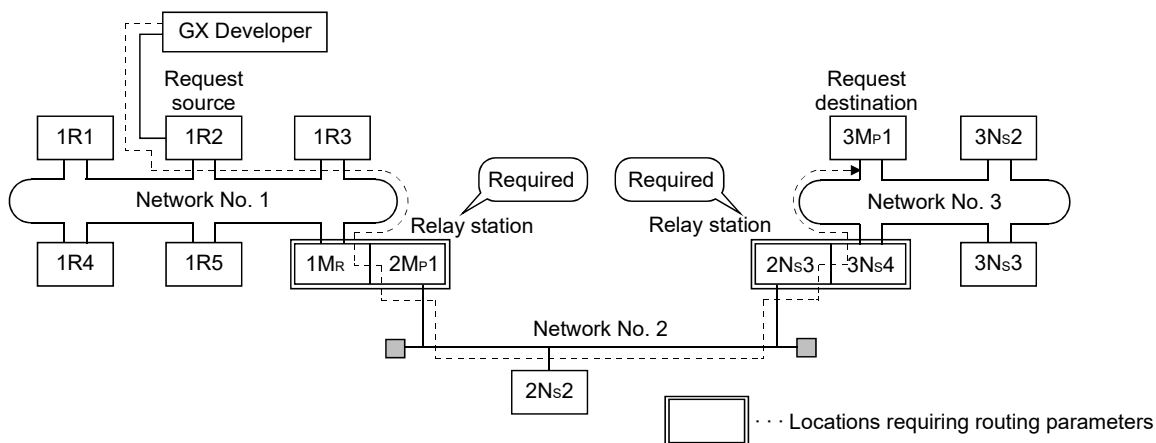 GX Developer
Request
source
Request
destination
1R1
1R2
1R3
3MP1
3NS2
Required
Required
Network No. 1
Network No. 3
Relay station
Relay station
1R4
1R5
1MR
2MP1
2NS3
3NS4
3NS3
Network No. 2
2NS2
· · · Locations requiring routing parameters